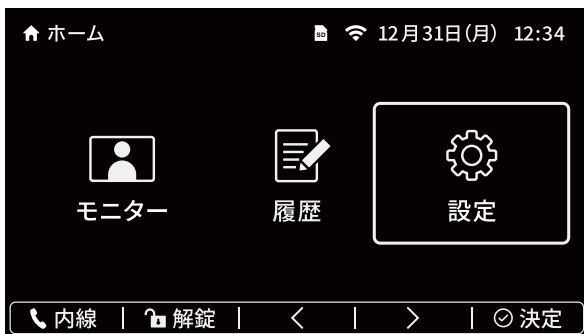 ホーム SD 12月31日(月) 12:34
モニター 履歴 設定
内線 解錠 < > 決定